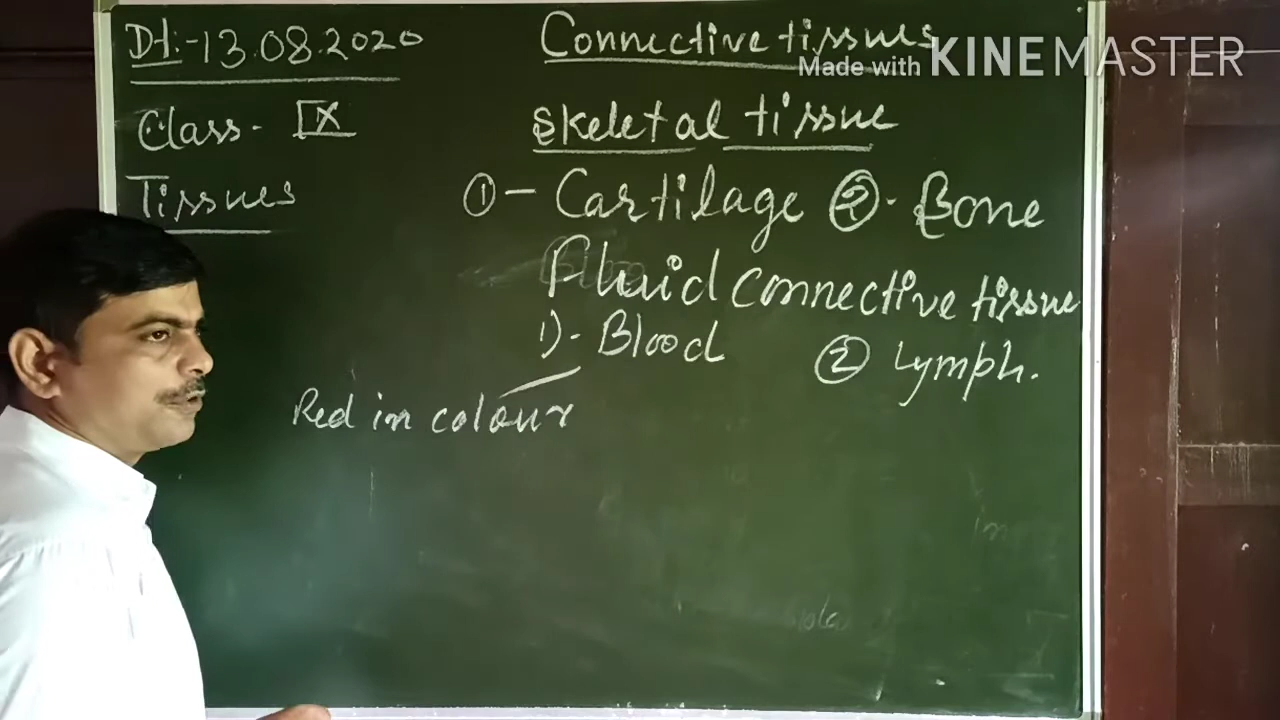 Dt:-13.08.2020
Class- IX
Tissues
Connective tissues
Made with KINEMASTER
Skeletal tissue
①- Cartilage ②. Bone
Fluid connective tissue
1)- Blood ② Lymph.
Red in colour